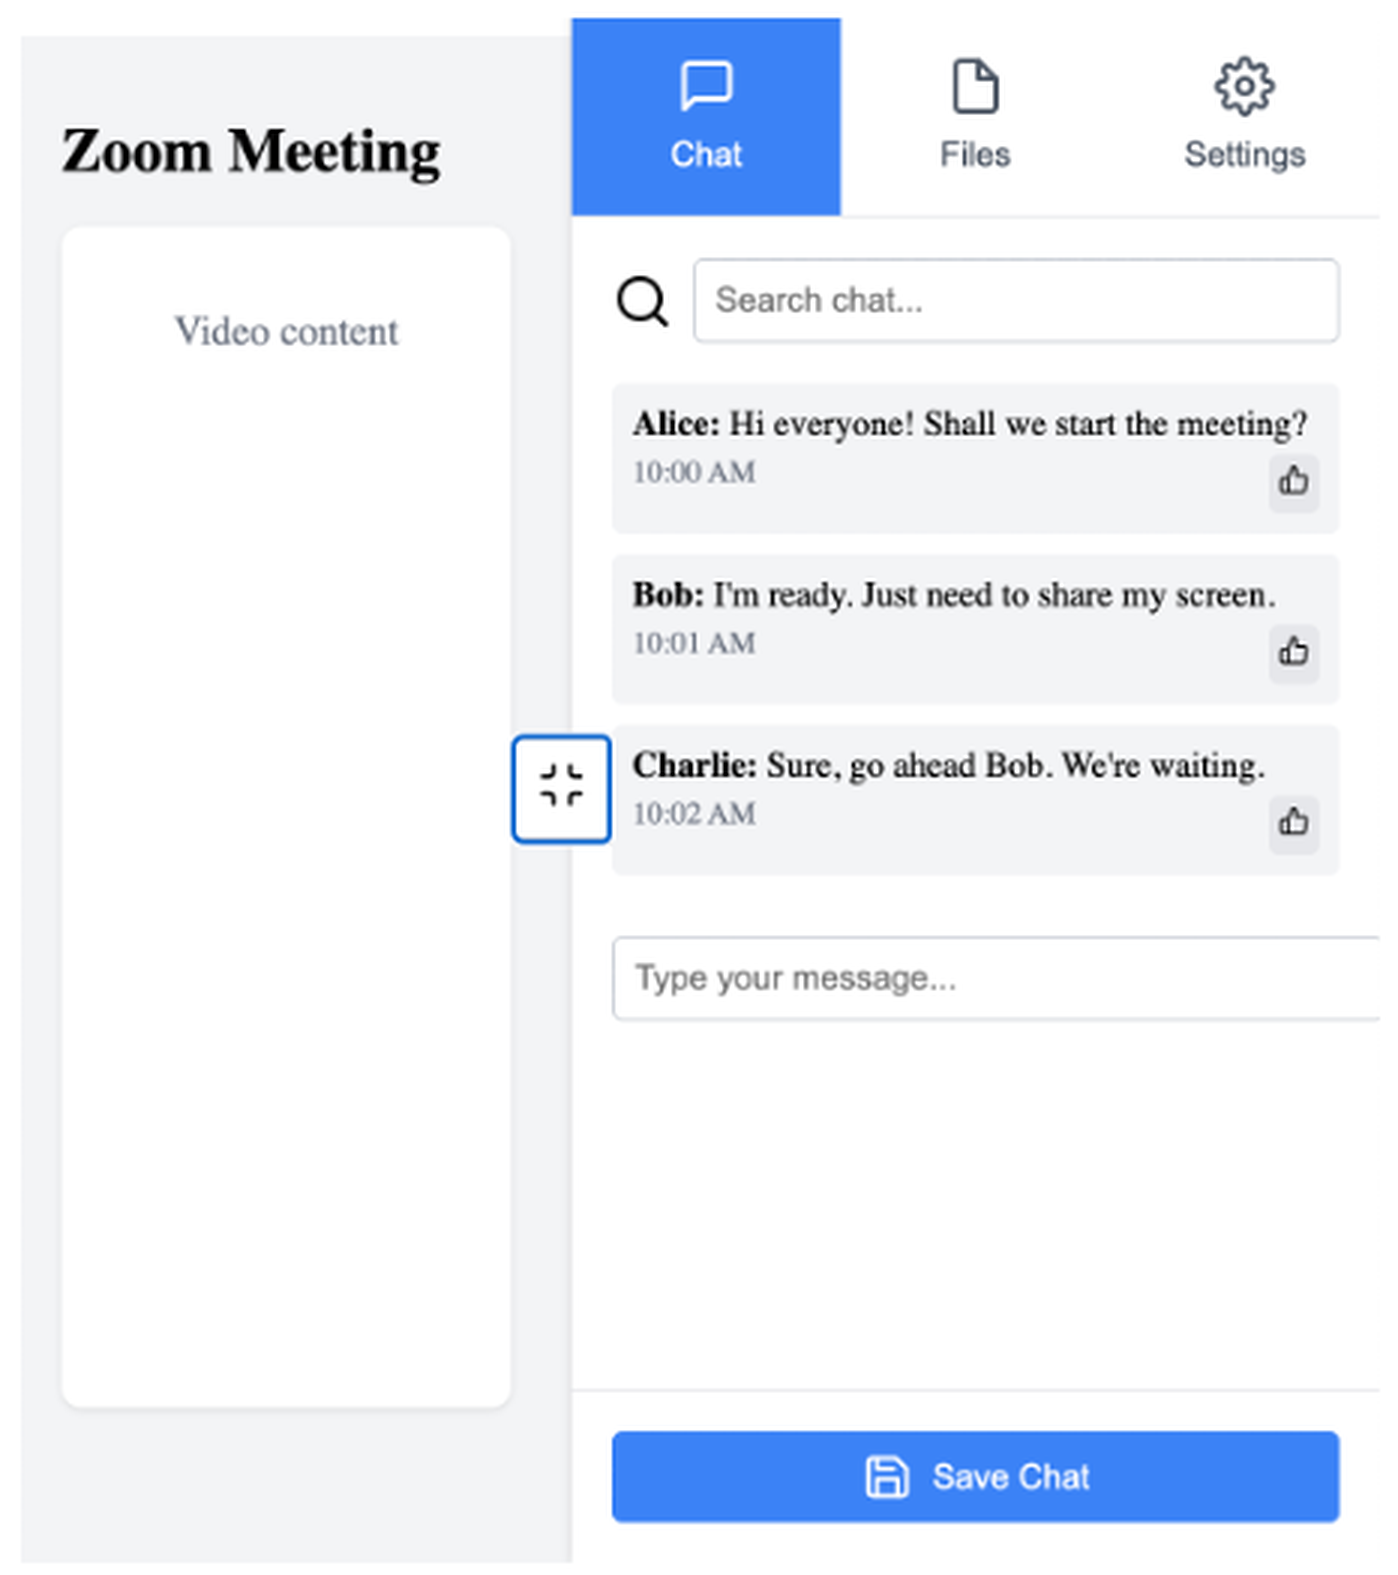 Zoom Meeting
Video content
Chat
Files
Settings
Search chat...
Alice: Hi everyone! Shall we start the meeting?
10:00 AM
Bob: I'm ready. Just need to share my screen.
10:01 AM
Charlie: Sure, go ahead Bob. We're waiting.
10:02 AM
Type your message...
Save Chat